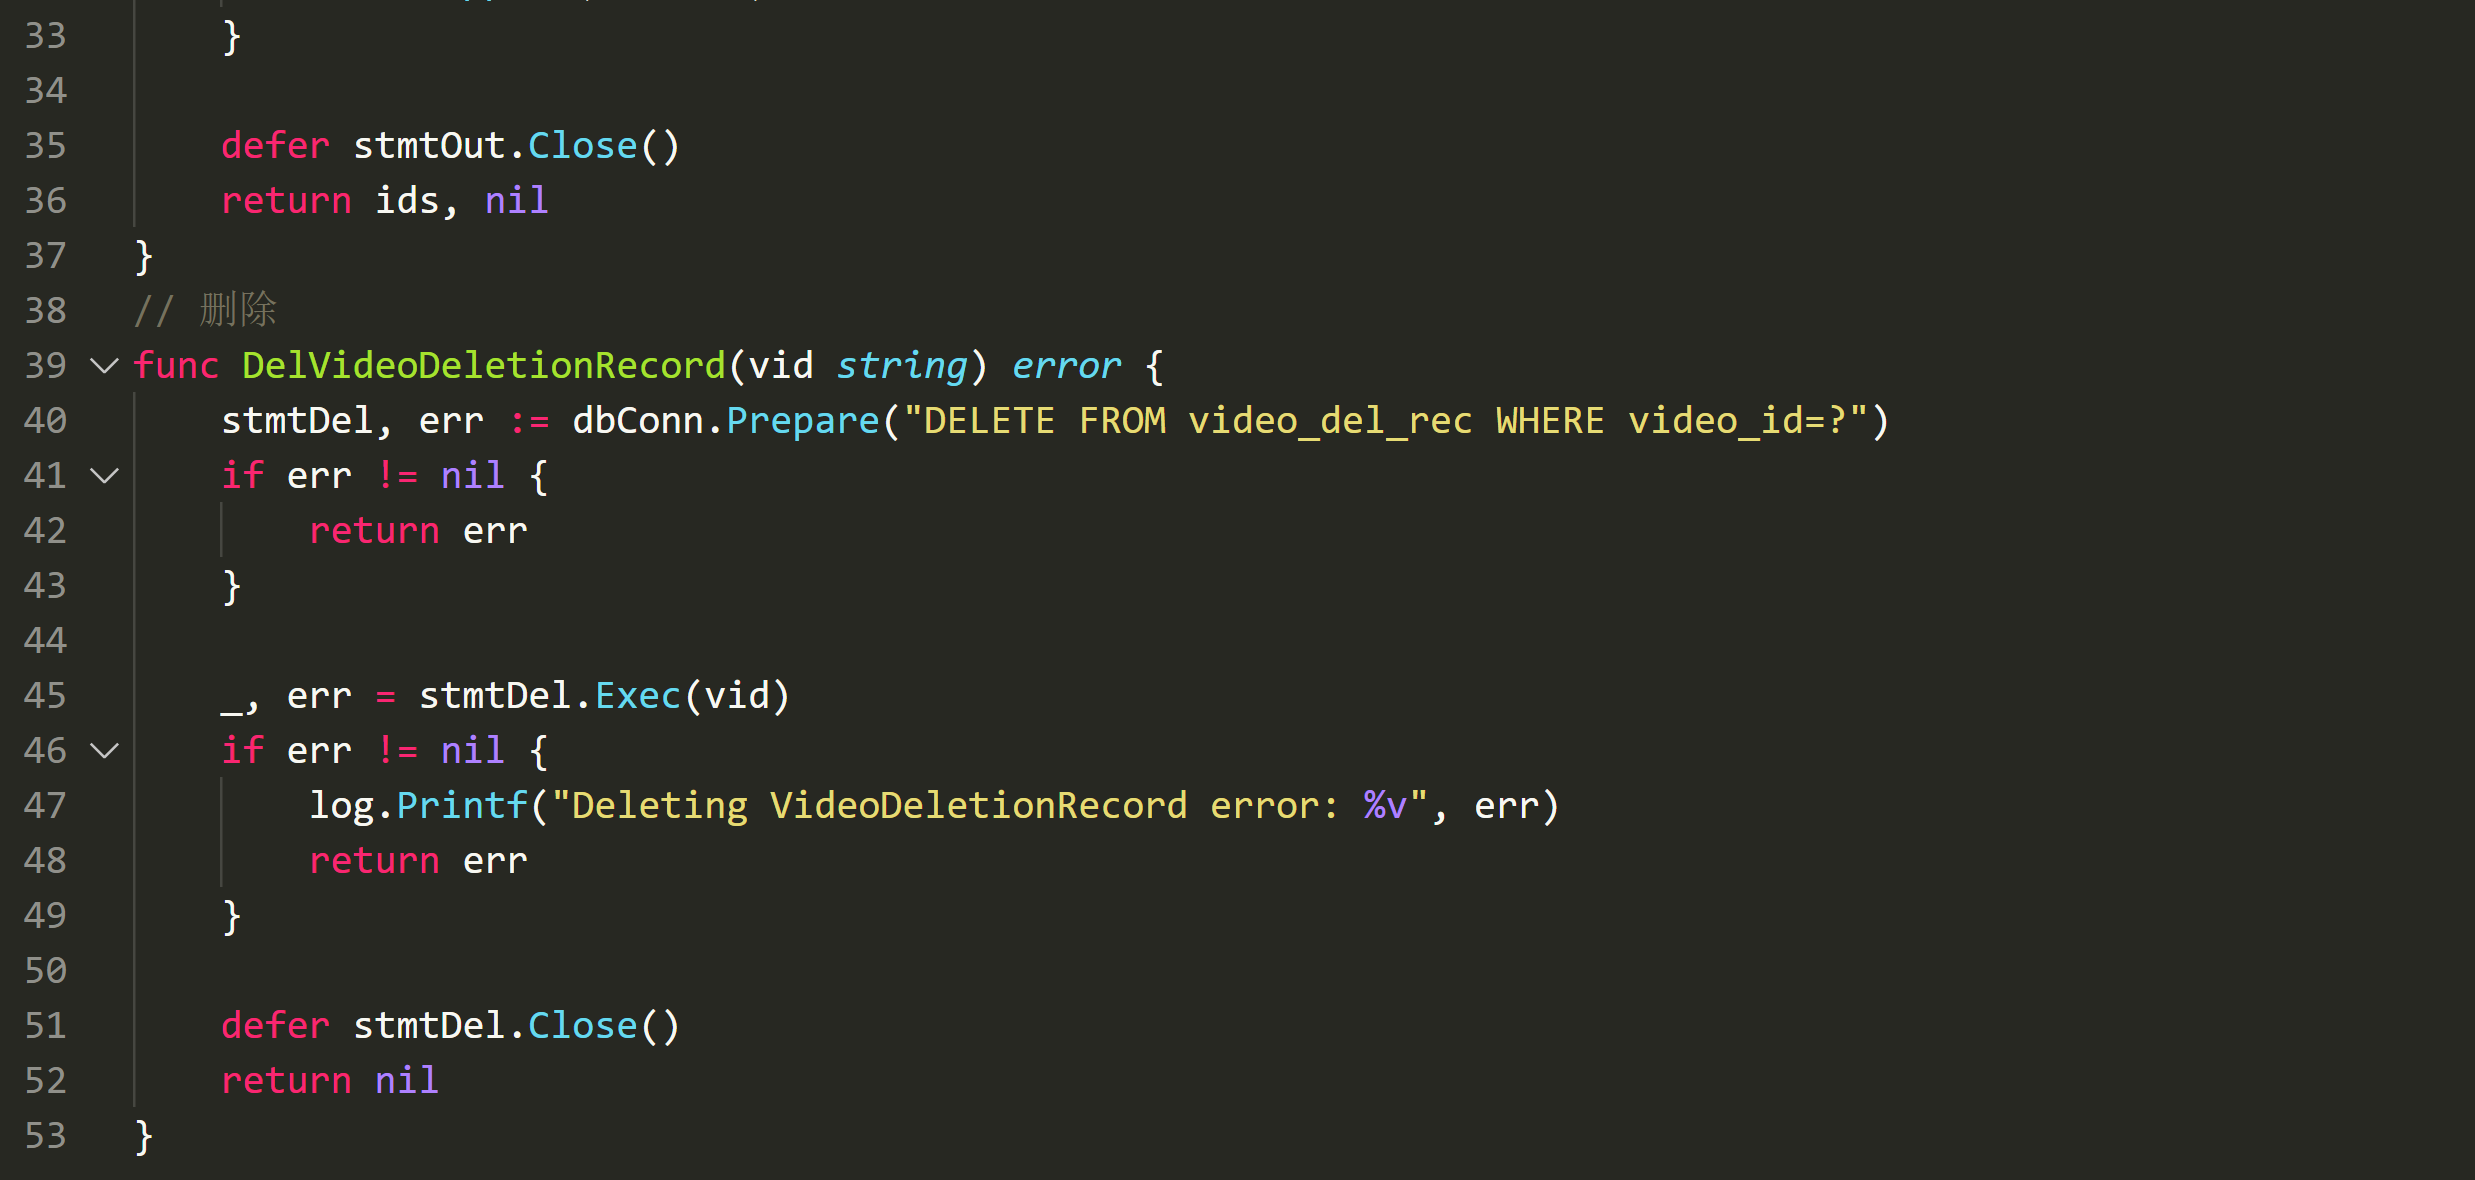 33 }
34
35 defer stmtOut.Close()
36 return ids, nil
37 }
38 // 删除
39 func DelVideoDeletionRecord(vid string) error {
40 stmtDel, err := dbConn.Prepare("DELETE FROM video_del_rec WHERE video_id=?")
41 if err != nil {
42 return err
43 }
44
45 _, err = stmtDel.Exec(vid)
46 if err != nil {
47 log.Printf("Deleting VideoDeletionRecord error: %v", err)
48 return err
49 }
50
51 defer stmtDel.Close()
52 return nil
53 }